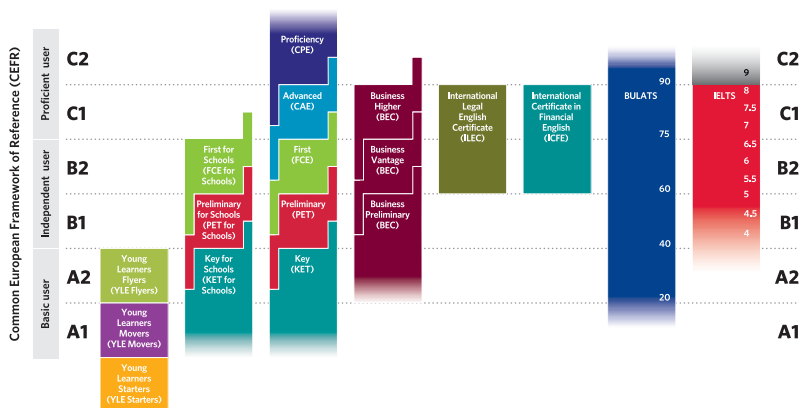 Common European Framework of Reference (CEFR)
Proficient user
Independent user
Basic user
C2
C1
B2
B1
A2
A1
Young
Learners
Flyers
(YLE Flyers)
Young
Learners
Movers
(YLE Movers)
Young
Learners
Starters
(YLE Starters)
First for
Schools
(FCE for
Schools)
Preliminary
for Schools
(PET for
Schools)
Key for
Schools
(KET for
Schools)
Proficiency
(CPE)
Advanced
(CAE)
First
(FCE)
Preliminary
(PET)
Key
(KET)
Business
Higher
(BEC)
Business
Vantage
(BEC)
Business
Preliminary
(BEC)
International
Legal
English
Certificate
(ILEC)
International
Certificate in
Financial
English
(ICFE)
BULATS
90
75
60
40
20
IELTS
9
8
7.5
7
6.5
6
5.5
5
4.5
4
C2
C1
B2
B1
A2
A1